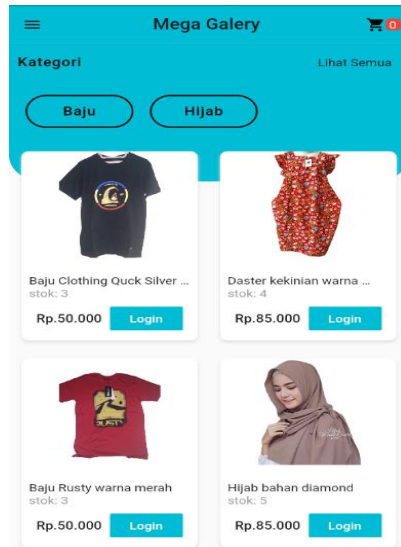 Mega Galery
0
Kategori
Lihat Semua
Baju
Hijab
Baju Clothing Quck Silver ...
stok: 3
Rp.50.000
Login
Daster kekinian warna ...
stok: 4
Rp.85.000
Login
RUSTY
Baju Rusty warna merah
stok: 3
Rp.50.000
Login
Hijab bahan diamond
stok: 5
Rp.85.000
Login